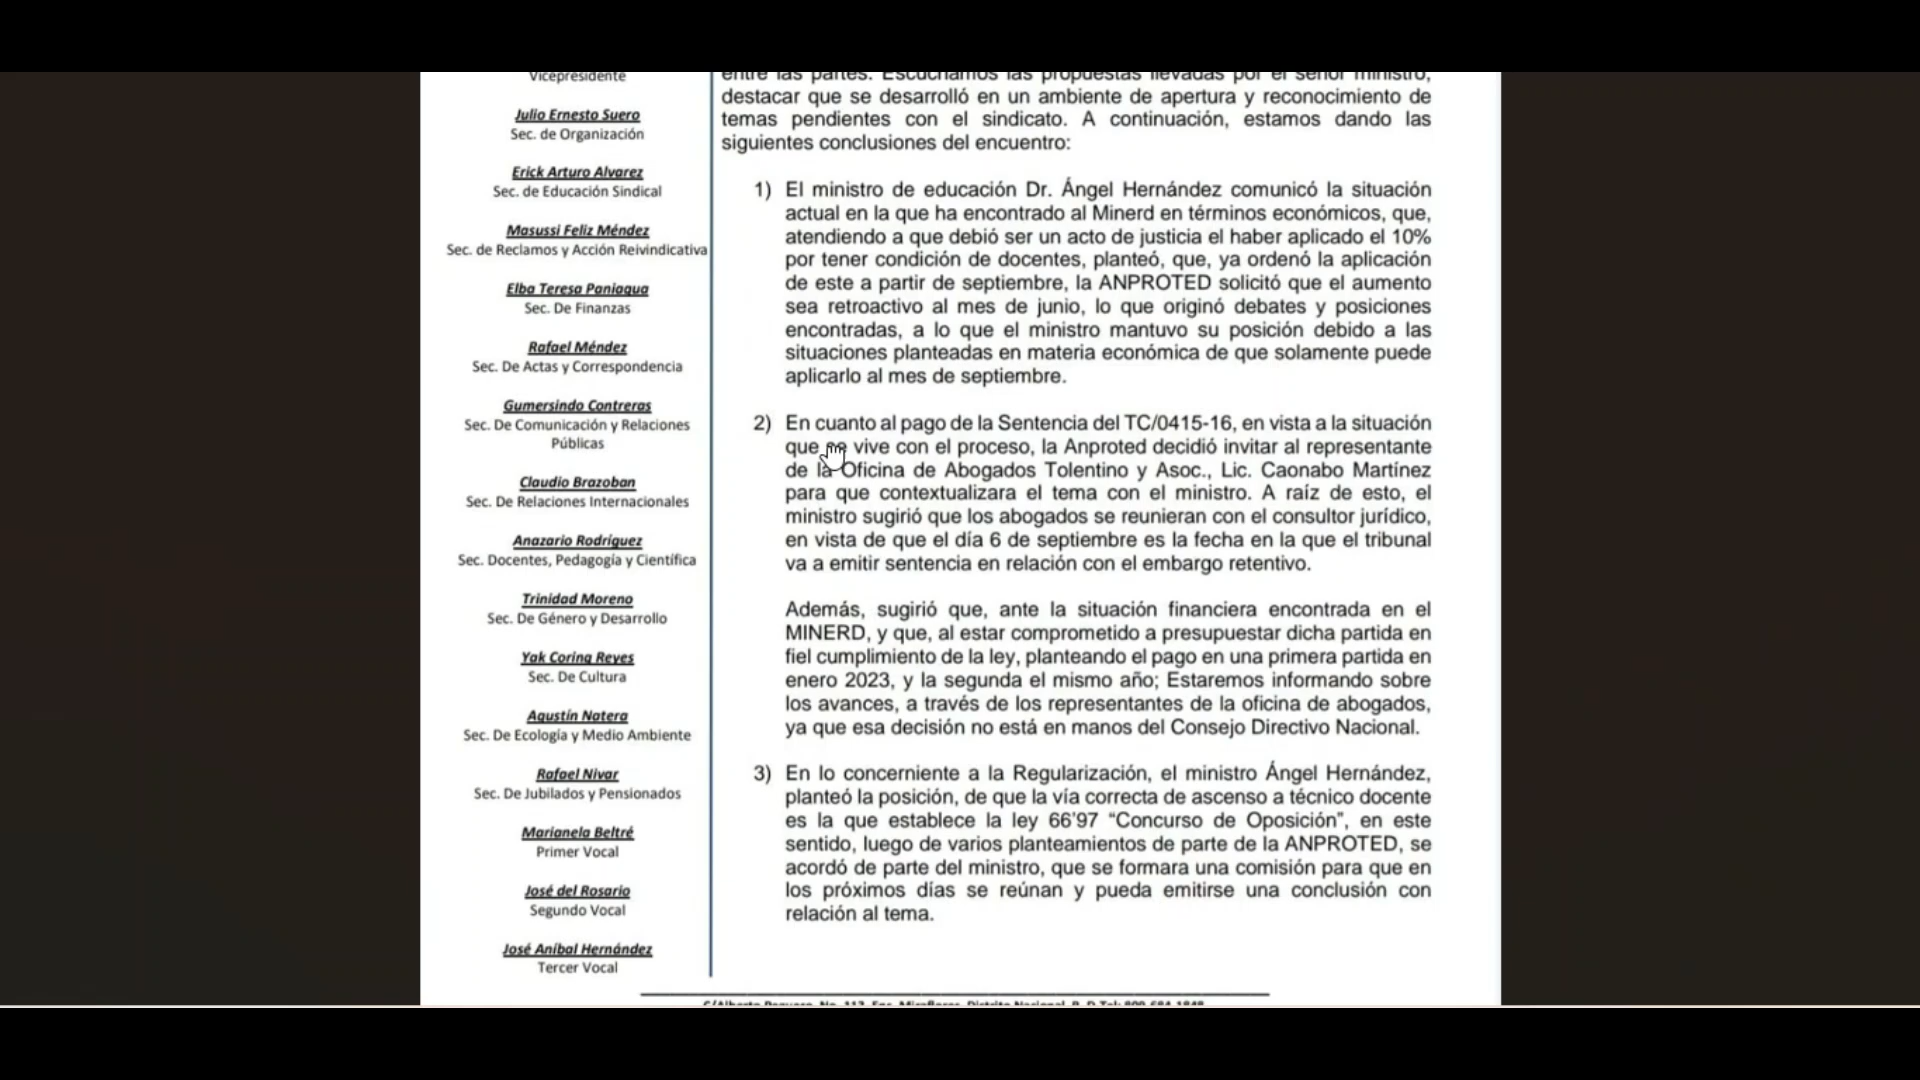 Vicepresidente
Julio Ernesto Suero
Sec. de Organización
Erick Arturo Alvarez
Sec. de Educación Sindical
Masussi Feliz Méndez
Sec. de Reclamos y Acción Reivindicativa
Elba Teresa Paniagua
Sec. De Finanzas
Rafael Méndez
Sec. De Actas y Correspondencia
Gumersindo Contreras
Sec. De Comunicación y Relaciones
Públicas
Claudio Brazoban
Sec. De Relaciones Internacionales
Anazario Rodríguez
Sec. Docentes, Pedagogía y Científica
Trinidad Moreno
Sec. De Género y Desarrollo
Yak Corina Reyes
Sec. De Cultura
Agustín Natera
Sec. De Ecología y Medio Ambiente
Rafael Nivar
Sec. De Jubilados y Pensionados
Marianela Beltré
Primer Vocal
José del Rosario
Segundo Vocal
José Aníbal Hernández
Tercer Vocal
entre las partes. Escuchamos las propuestas llevadas por el señor ministro,
destacar que se desarrolló en un ambiente de apertura y reconocimiento de
temas pendientes con el sindicato. A continuación, estamos dando las
siguientes conclusiones del encuentro:
1) El ministro de educación Dr. Ángel Hernández comunicó la situación
actual en la que ha encontrado al Minerd en términos económicos, que,
atendiendo a que debió ser un acto de justicia el haber aplicado el 10%
por tener condición de docentes, planteó, que, ya ordenó la aplicación
de este a partir de septiembre, la ANPROTED solicitó que el aumento
sea retroactivo al mes de junio, lo que originó debates y posiciones
encontradas, a lo que el ministro mantuvo su posición debido a las
situaciones planteadas en materia económica de que solamente puede
aplicarlo al mes de septiembre.
2) En cuanto al pago de la Sentencia del TC/0415-16, en vista a la situación
que se vive con el proceso, la Anproted decidió invitar al representante
de la Oficina de Abogados Tolentino y Asoc., Lic. Caonabo Martínez
para que contextualizara el tema con el ministro. A raíz de esto, el
ministro sugirió que los abogados se reunieran con el consultor jurídico,
en vista de que el día 6 de septiembre es la fecha en la que el tribunal
va a emitir sentencia en relación con el embargo retentivo.
Además, sugirió que, ante la situación financiera encontrada en el
MINERD, y que, al estar comprometido a presupuestar dicha partida en
fiel cumplimiento de la ley, planteando el pago en una primera partida en
enero 2023, y la segunda el mismo año; Estaremos informando sobre
los avances, a través de los representantes de la oficina de abogados,
ya que esa decisión no está en manos del Consejo Directivo Nacional.
3) En lo concerniente a la Regularización, el ministro Ángel Hernández,
planteó la posición, de que la vía correcta de ascenso a técnico docente
es la que establece la ley 66’97 “Concurso de Oposición”, en este
sentido, luego de varios planteamientos de parte de la ANPROTED, se
acordó de parte del ministro, que se formara una comisión para que en
los próximos días se reúnan y pueda emitirse una conclusión con
relación al tema.